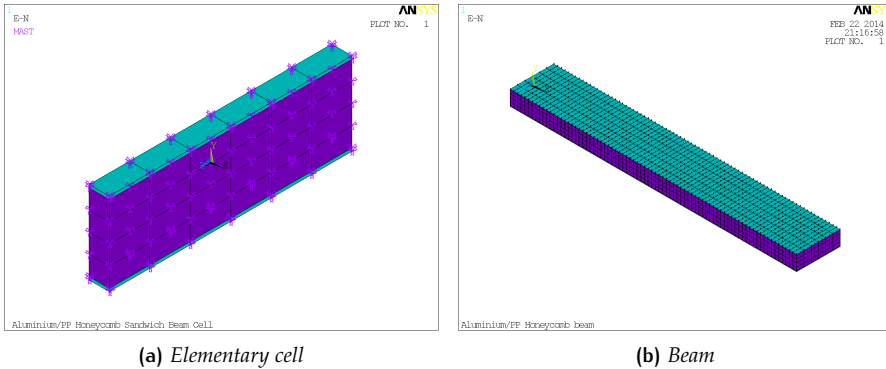 1
E-N
MAST
ANSYS
PLOT NO. 1
Y
Z
X
Aluminium/PP Honeycomb Sandwich Beam Cell
(a) Elementary cell
1
E-N
ANSYS
FEB 22 2014
21:16:58
PLOT NO. 1
Aluminium/PP Honeycomb beam
(b) Beam